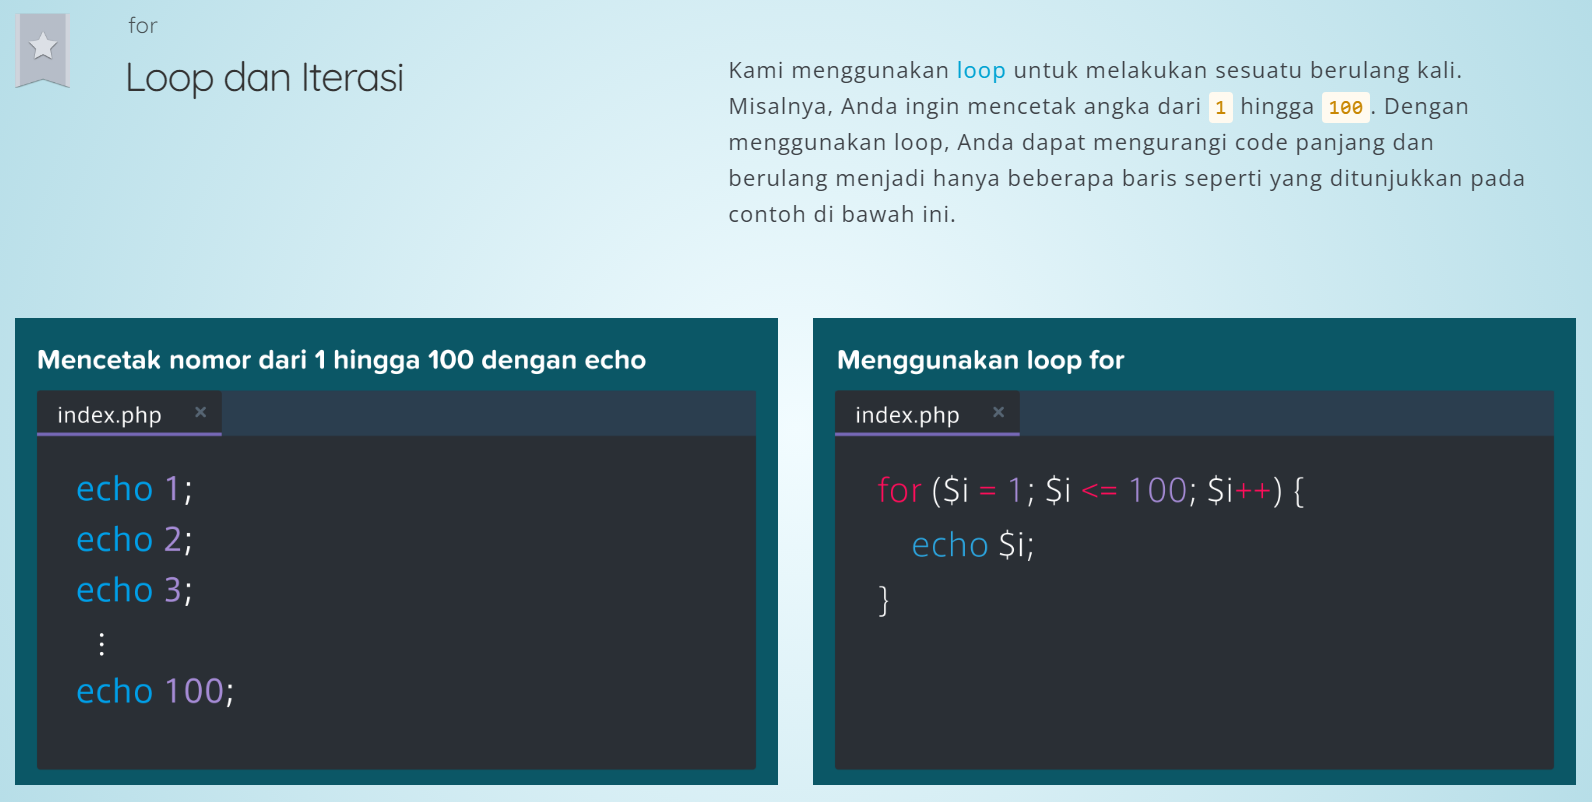 for
Loop dan Iterasi
Kami menggunakan loop untuk melakukan sesuatu berulang kali.
Misalnya, Anda ingin mencetak angka dari 1 hingga 100. Dengan
menggunakan loop, Anda dapat mengurangi code panjang dan
berulang menjadi hanya beberapa baris seperti yang ditunjukkan pada
contoh di bawah ini.
Mencetak nomor dari 1 hingga 100 dengan echo
index.php ×
echo 1;
echo 2;
echo 3;
⋮
echo 100;
Menggunakan loop for
index.php ×
for ($i = 1; $i <= 100; $i++) {
echo $i;
}